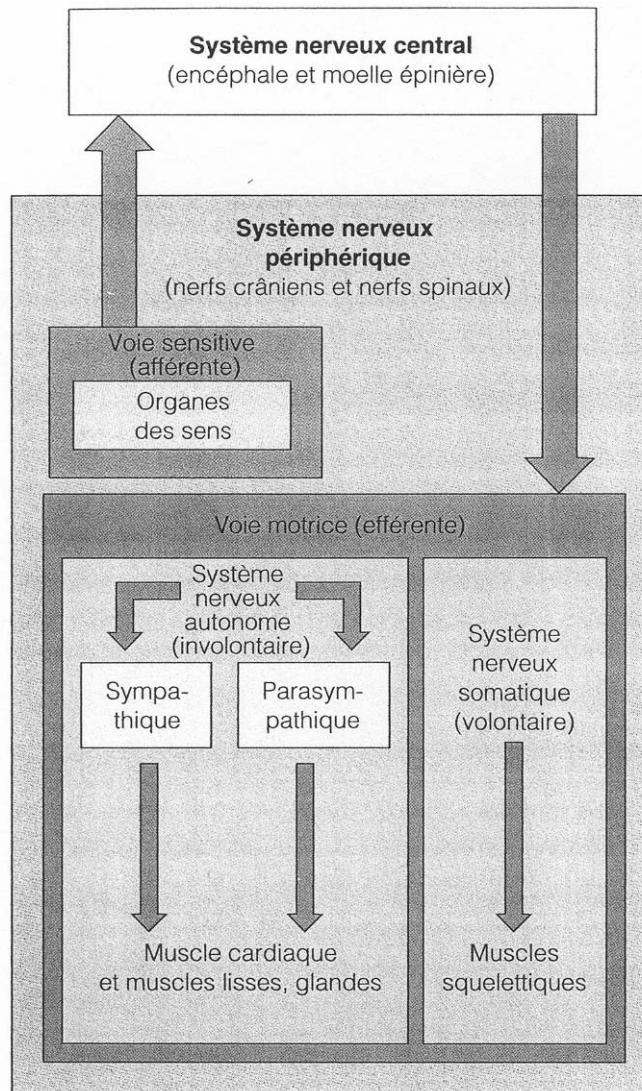 Système nerveux central
(encéphale et moelle épinière)
Système nerveux
périphérique
(nerfs crâniens et nerfs spinaux)
Voie sensitive
(afférente)
Organes
des sens
Voie motrice (efférente)
Système
nerveux
autonome
(involontaire)
Sympa-
thique
Parasym-
pathique
Muscle cardiaque
et muscles lisses, glandes
Système
nerveux
somatique
(volontaire)
Muscles
squelettiques